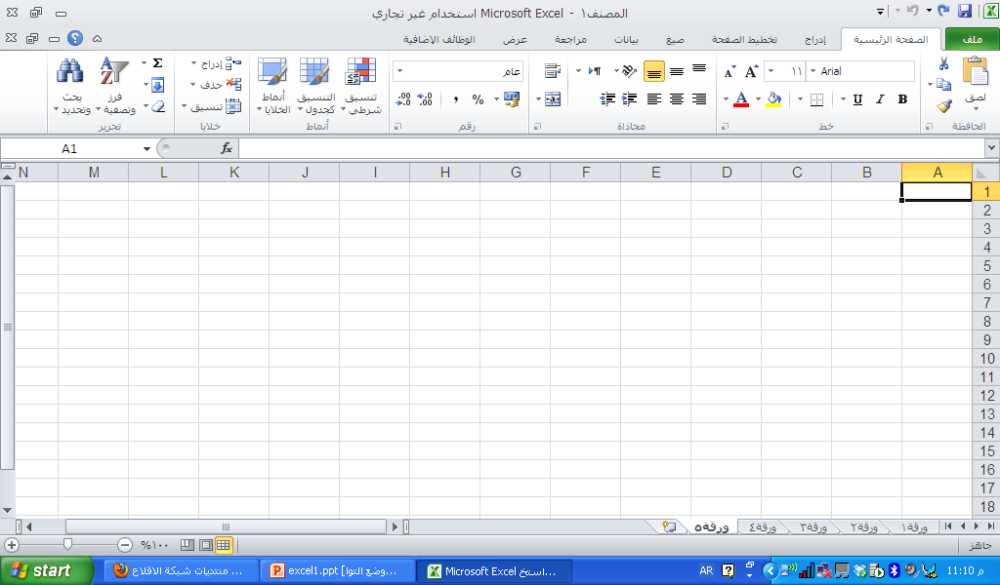 المصنف١ - Microsoft Excel استخدام غير تجاري
ملف الصفحة الرئيسية إدراج تخطيط الصفحة صيغ بيانات مراجعة عرض الوظائف الإضافية
لصق
الحافظة
Arial ١١
B I U
خط
محاذاة
عام
%
رقم
تنسيق شرطي
التنسيق كجدول
أنماط الخلايا
أنماط
إدراج
حذف
تنسيق
خلايا
Σ
فرز وتصفية
بحث وتحديد
تحرير
A1 fx
A B C D E F G H I J K L M N
1
2
3
4
5
6
7
8
9
10
11
12
13
14
15
16
17
18
ورقة١ ورقة٢ ورقة٣ ورقة٤ ورقة٥
جاهز
%١٠٠
start
منتديات شبكة الاقلاع ...
excel1.ppt [وضع التوا...
Microsoft Excel استخ...
AR
11:10 م